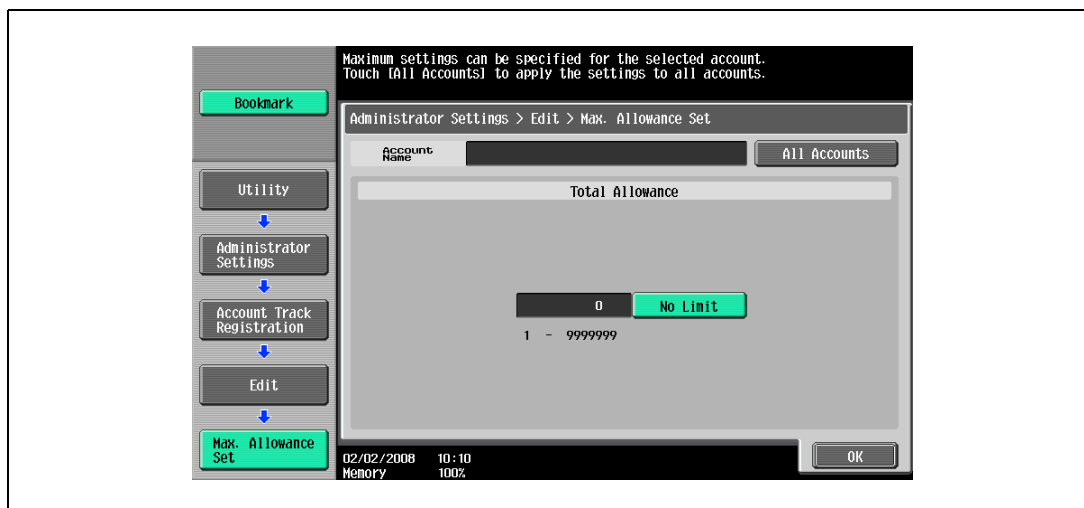 Maximum settings can be specified for the selected account.
Touch [All Accounts] to apply the settings to all accounts.
Bookmark
Administrator Settings > Edit > Max. Allowance Set
Account
Name
All Accounts
Utility
Total Allowance
Administrator
Settings
0
No Limit
Account Track
Registration
1 - 9999999
Edit
Max. Allowance
Set
02/02/2008 10:10
Memory 100%
OK